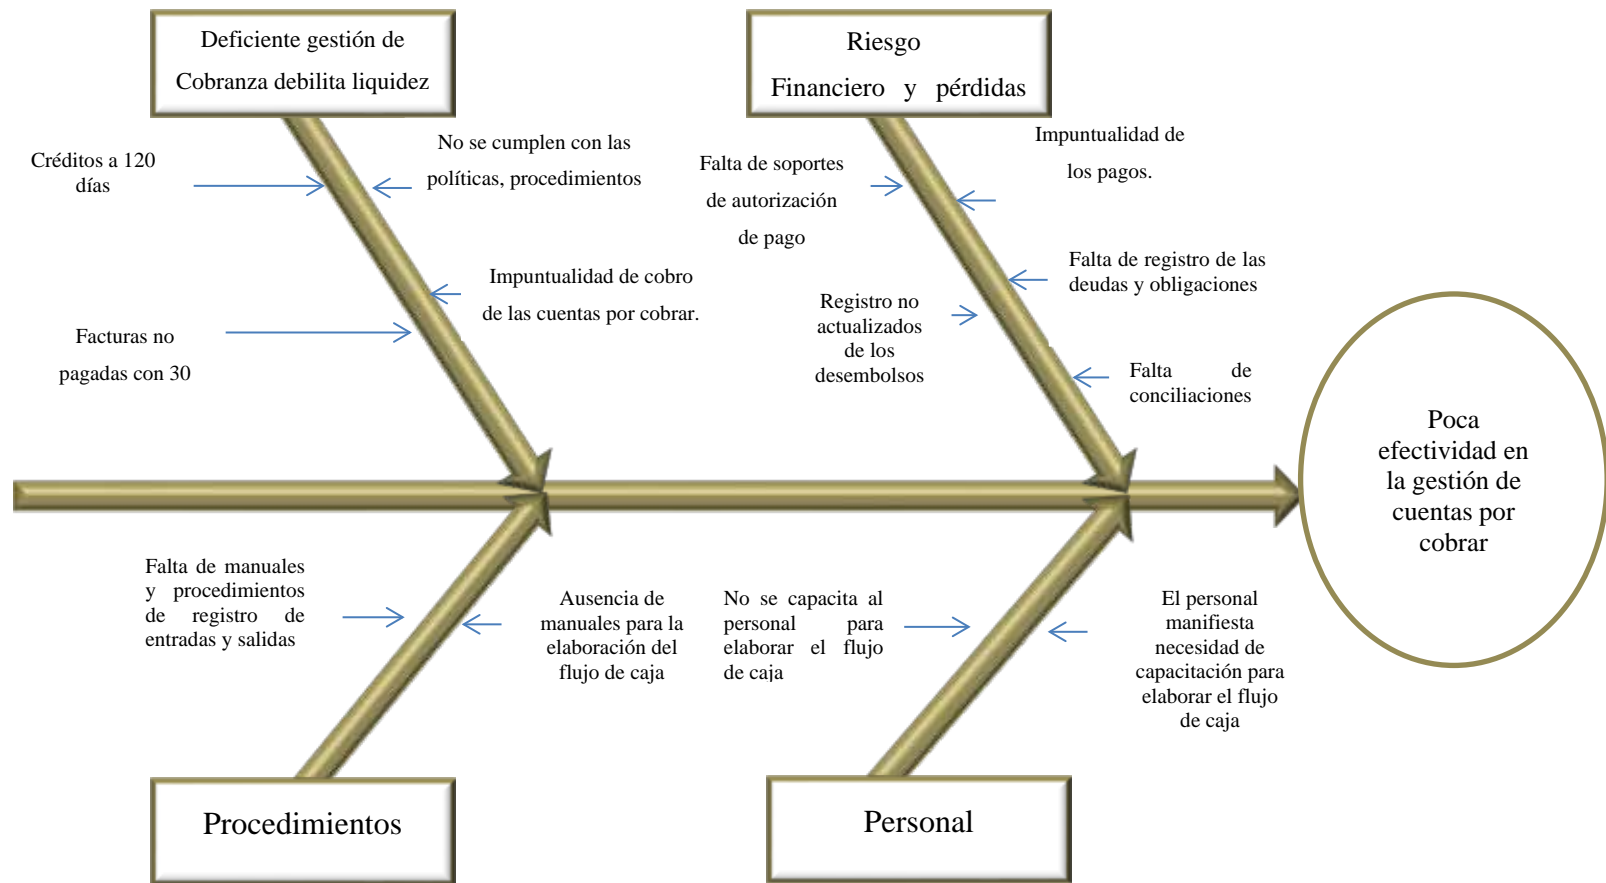 Deficiente gestión de
Cobranza debilita liquidez
Riesgo
Financiero y pérdidas
Créditos a 120
días
No se cumplen con las
políticas, procedimientos
Falta de soportes
de autorización
de pago
Impuntualidad de
los pagos.
Impuntualidad de cobro
de las cuentas por cobrar.
Facturas no
pagadas con 30
Registro no
actualizados
de los
desembolsos
Falta de registro de las
deudas y obligaciones
Falta de
conciliaciones
Poca
efectividad en
la gestión de
cuentas por
cobrar
Falta de manuales
y procedimientos
de registro de
entradas y salidas
Ausencia de
manuales para la
elaboración del
flujo de caja
No se capacita al
personal para
elaborar el flujo
de caja
El personal
manifiesta
necesidad de
capacitación para
elaborar el flujo
de caja
Procedimientos
Personal